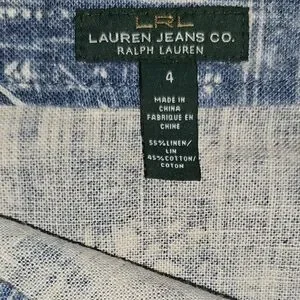 LRL
LAUREN JEANS CO.
RALPH LAUREN
4
MADE IN
CHINA
FABRIQUE EN
CHINE
55%LINEN/
LIN
45%COTTON/
COTON